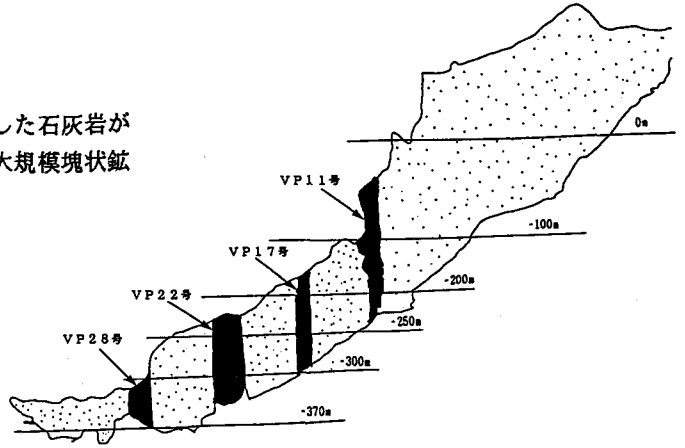 した石灰岩が
大規模塊状鉱
0m
VP11号
-100m
VP17号
-200m
VP22号
-250m
VP28号
-300m
-370m